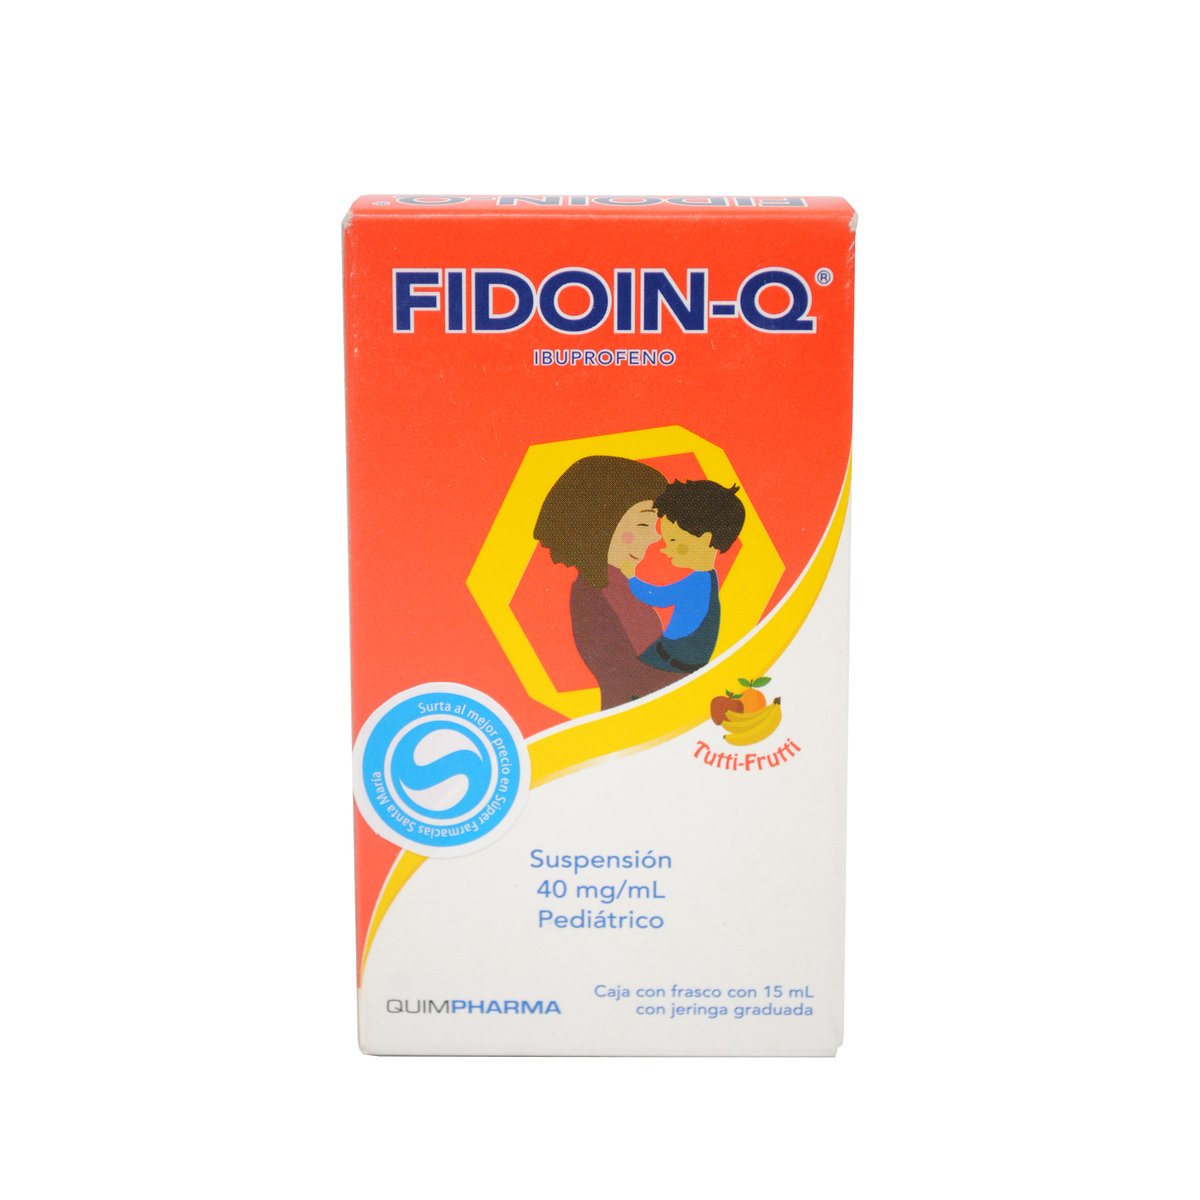 FIDOIN-Q®
FIDOIN-Q®
IBUPROFENO
Tutti-Frutti
Surta al mejor precio en Súper Farmacias Santa María
Suspensión
40 mg/mL
Pediátrico
QUIMPHARMA
Caja con frasco con 15 mL
con jeringa graduada